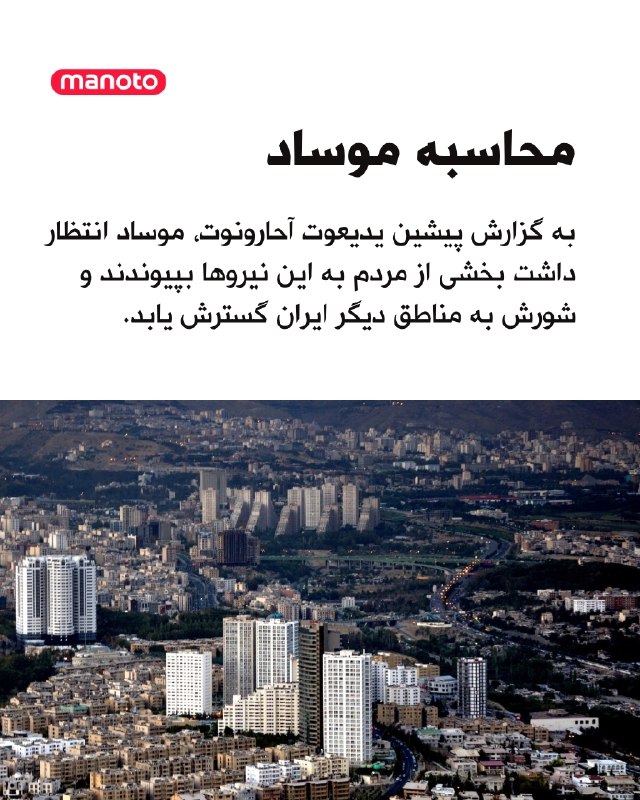 manoto
محاسبه موساد
به گزارش پیشین یدیعوت آحارونوت، موساد انتظار
داشت بخشی از مردم به این نیروها بپیوندند و
شورش به مناطق دیگر ایران گسترش یابد.